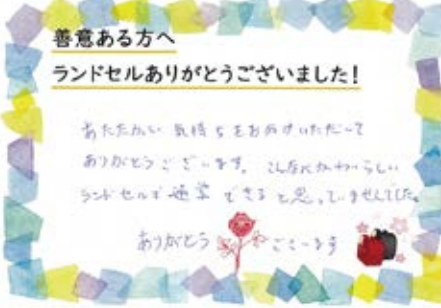 善意ある方へ
ランドセルありがとうございました!
あたたかい気持ちをおめすいただいて
ありがとうございます。こんなにかわいらしい
ランドセルで通学できると思っていませんでした。
ありがとうございます